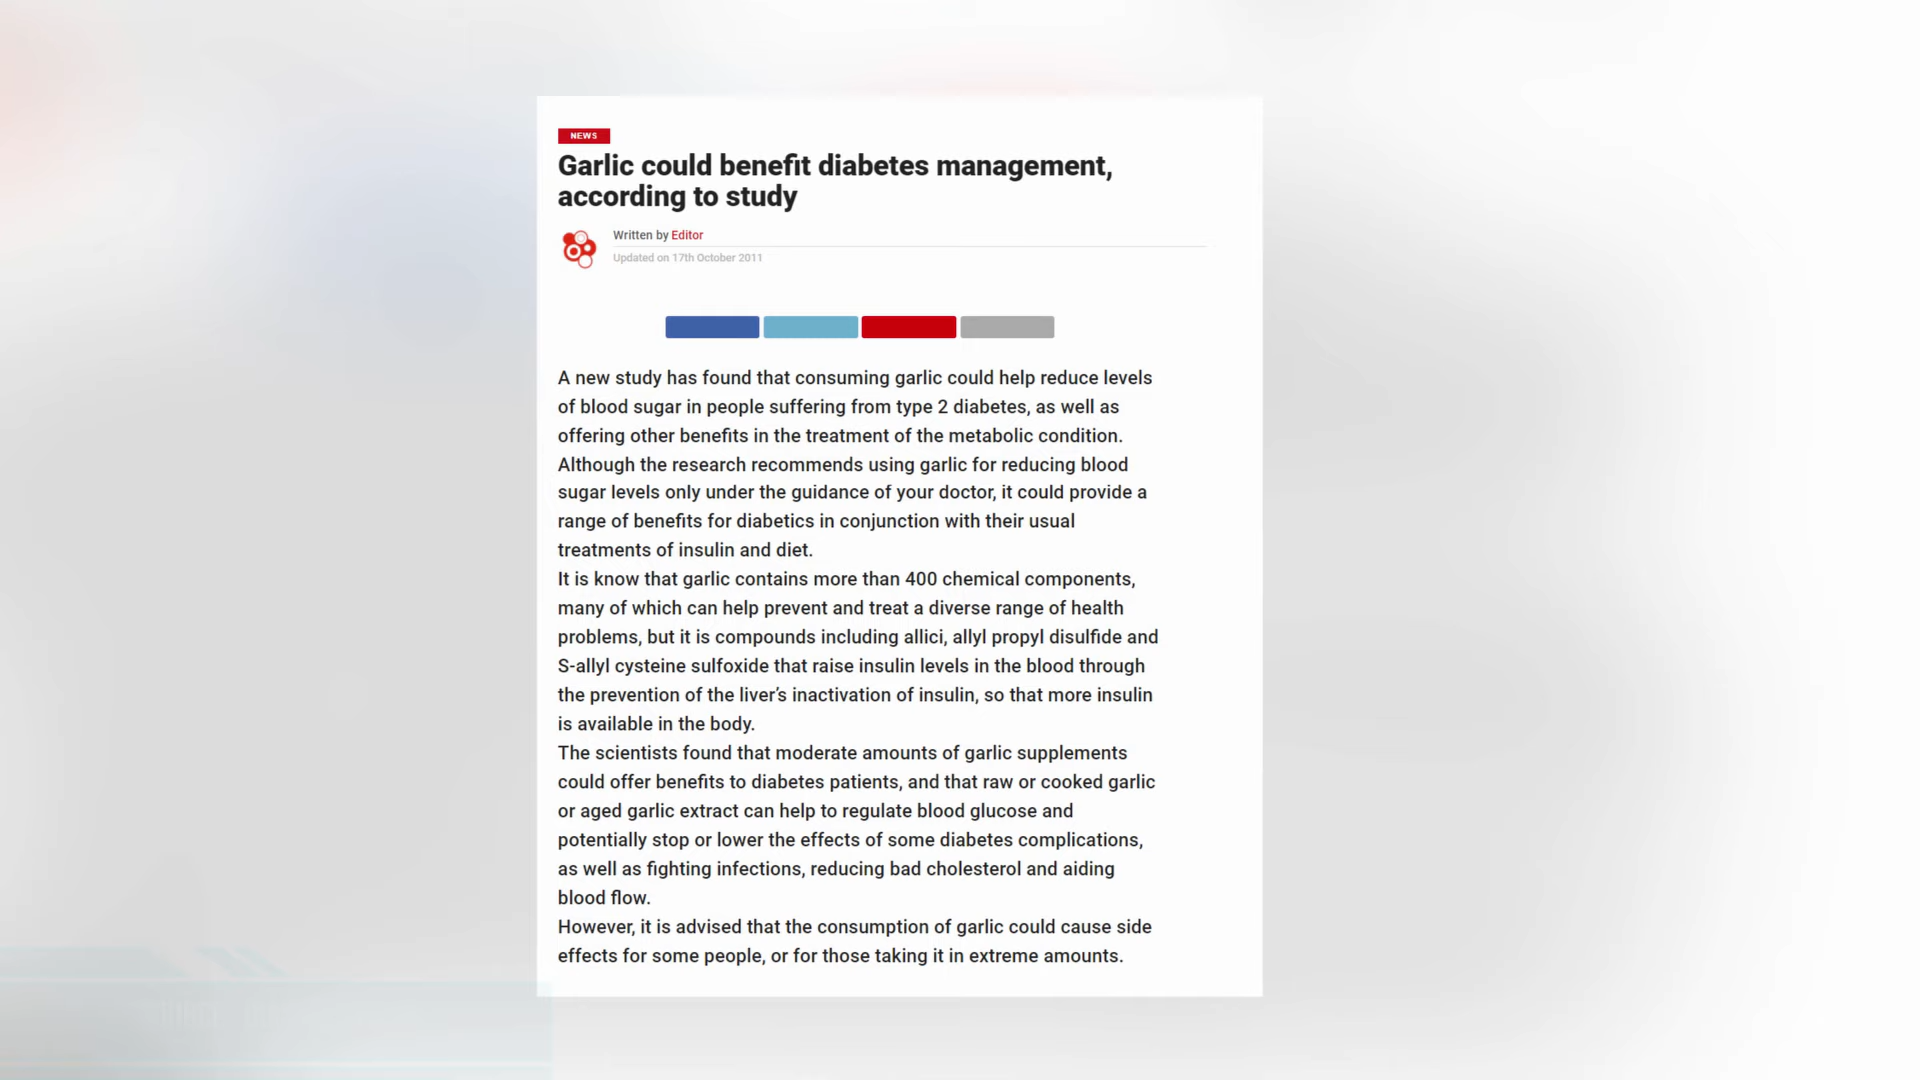 NEWS
Garlic could benefit diabetes management,
according to study
Written by Editor
Updated on 17th October 2011
A new study has found that consuming garlic could help reduce levels
of blood sugar in people suffering from type 2 diabetes, as well as
offering other benefits in the treatment of the metabolic condition.
Although the research recommends using garlic for reducing blood
sugar levels only under the guidance of your doctor, it could provide a
range of benefits for diabetics in conjunction with their usual
treatments of insulin and diet.
It is know that garlic contains more than 400 chemical components,
many of which can help prevent and treat a diverse range of health
problems, but it is compounds including allici, allyl propyl disulfide and
S-allyl cysteine sulfoxide that raise insulin levels in the blood through
the prevention of the liver’s inactivation of insulin, so that more insulin
is available in the body.
The scientists found that moderate amounts of garlic supplements
could offer benefits to diabetes patients, and that raw or cooked garlic
or aged garlic extract can help to regulate blood glucose and
potentially stop or lower the effects of some diabetes complications,
as well as fighting infections, reducing bad cholesterol and aiding
blood flow.
However, it is advised that the consumption of garlic could cause side
effects for some people, or for those taking it in extreme amounts.